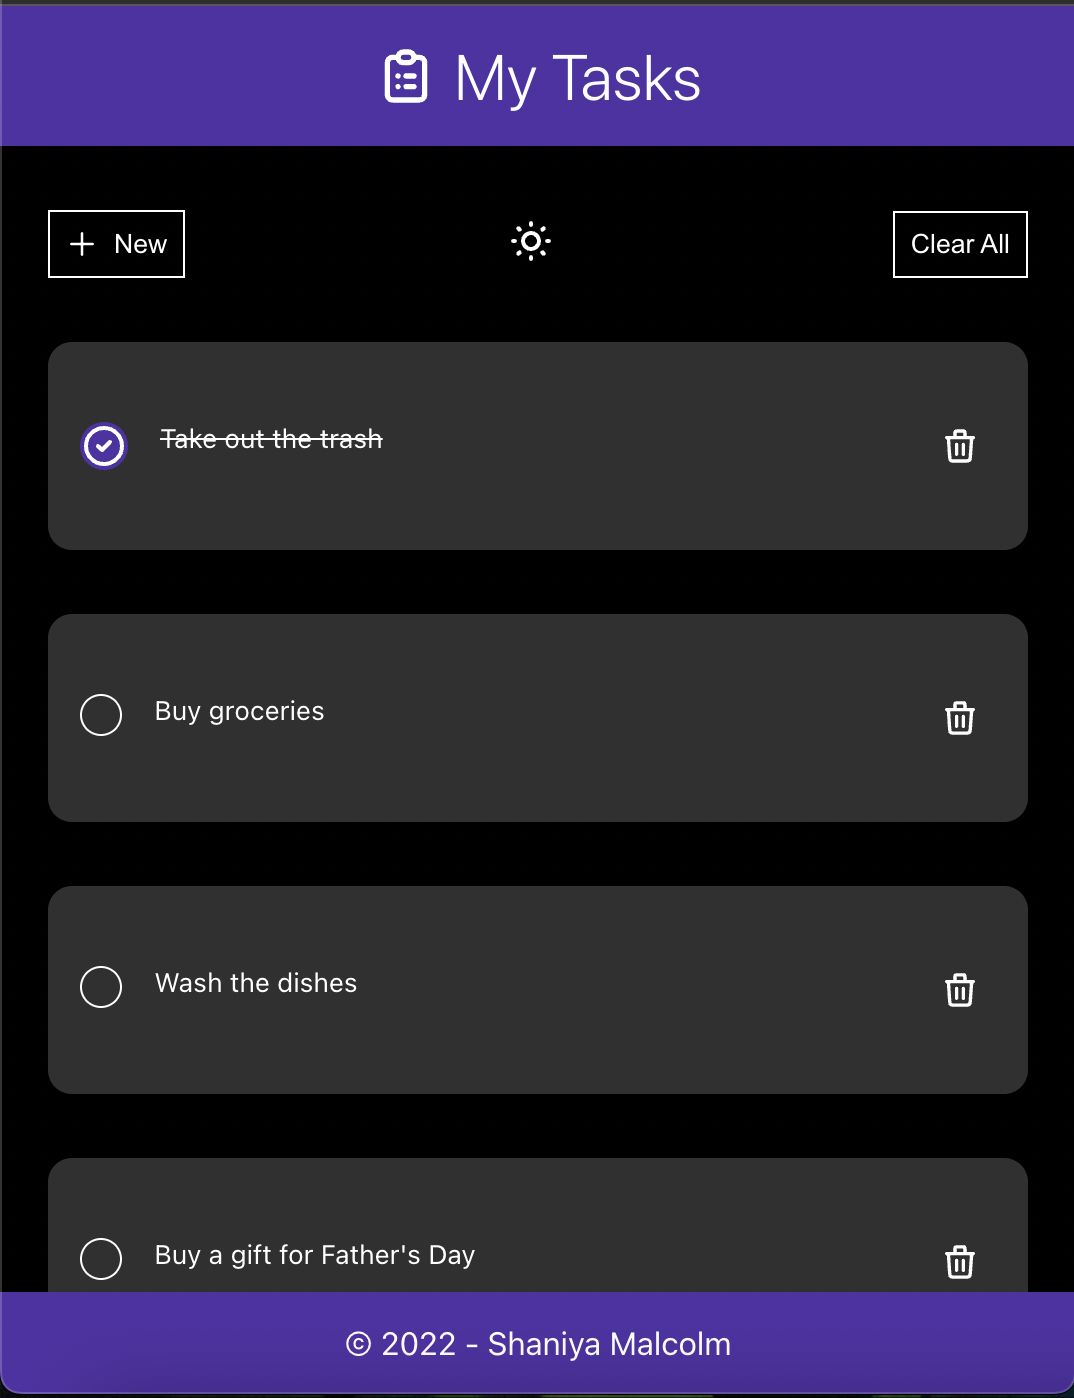 My Tasks
New
Clear All
Take out the trash
Buy groceries
Wash the dishes
Buy a gift for Father's Day
© 2022 - Shaniya Malcolm